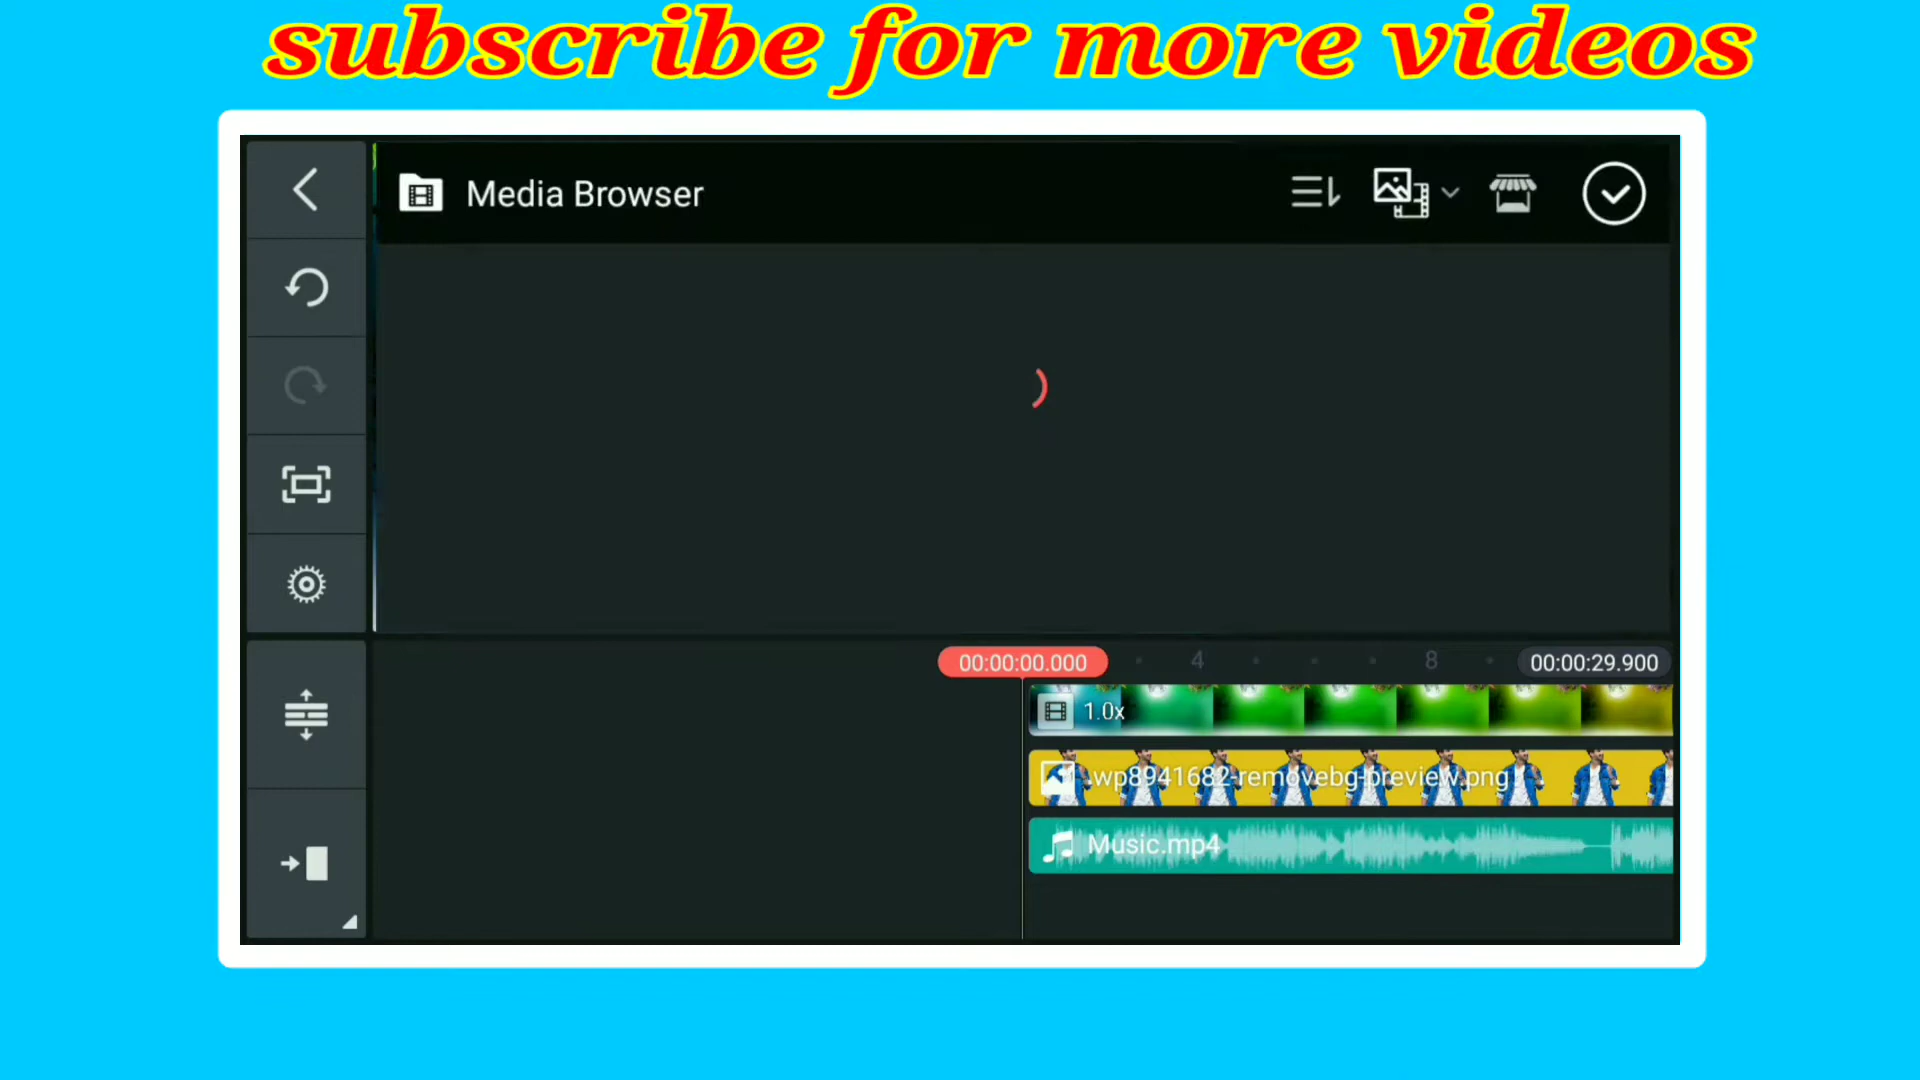 subscribe for more videos
Media Browser
00:00:00.000
4
8
00:00:29.900
1.0x
wp8941682-removebg-preview.png
Music.mp4